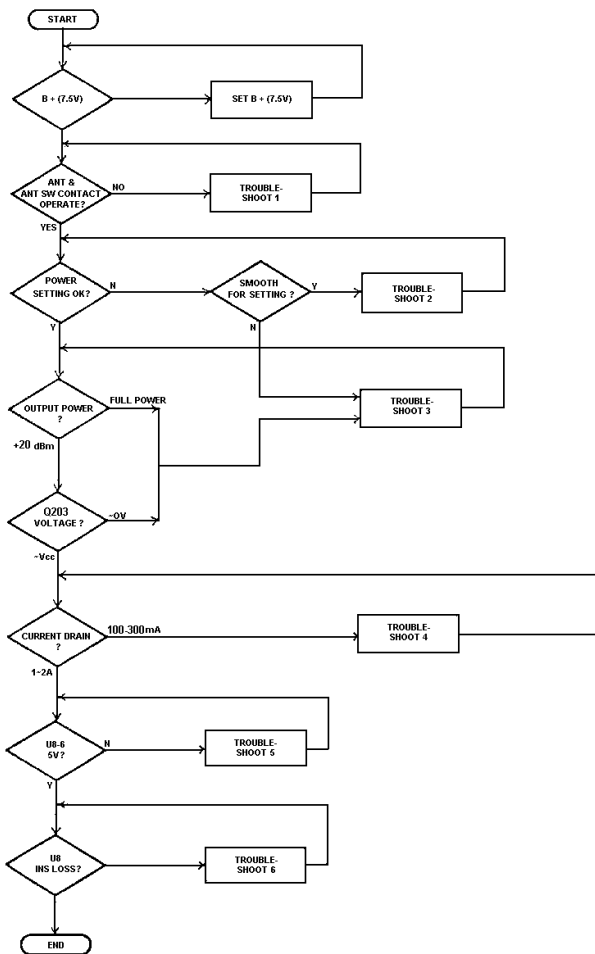 START
B + (7.5V)
SET B + (7.5V)
ANT &
ANT SW CONTACT
OPERATE?
NO
TROUBLE-
SHOOT 1
YES
POWER
SETTING OK?
N
SMOOTH
FOR SETTING ?
Y
TROUBLE-
SHOOT 2
Y
N
OUTPUT POWER
?
FULL POWER
TROUBLE-
SHOOT 3
+20 dBm
Q203
VOLTAGE ?
~0V
~Vcc
CURRENT DRAIN
?
100-300mA
TROUBLE-
SHOOT 4
1~2A
U8-6
5V?
N
TROUBLE-
SHOOT 5
Y
U8
INS LOSS?
TROUBLE-
SHOOT 6
END